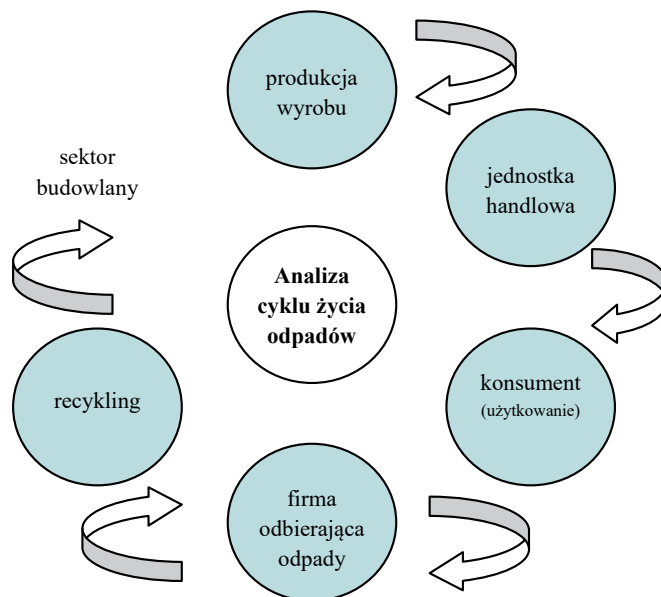 produkcja
wyrobu
jednostka
handlowa
sektor
budowlany
Analiza
cyklu życia
odpadów
konsument
(użytkowanie)
recykling
firma
odbierająca
odpady